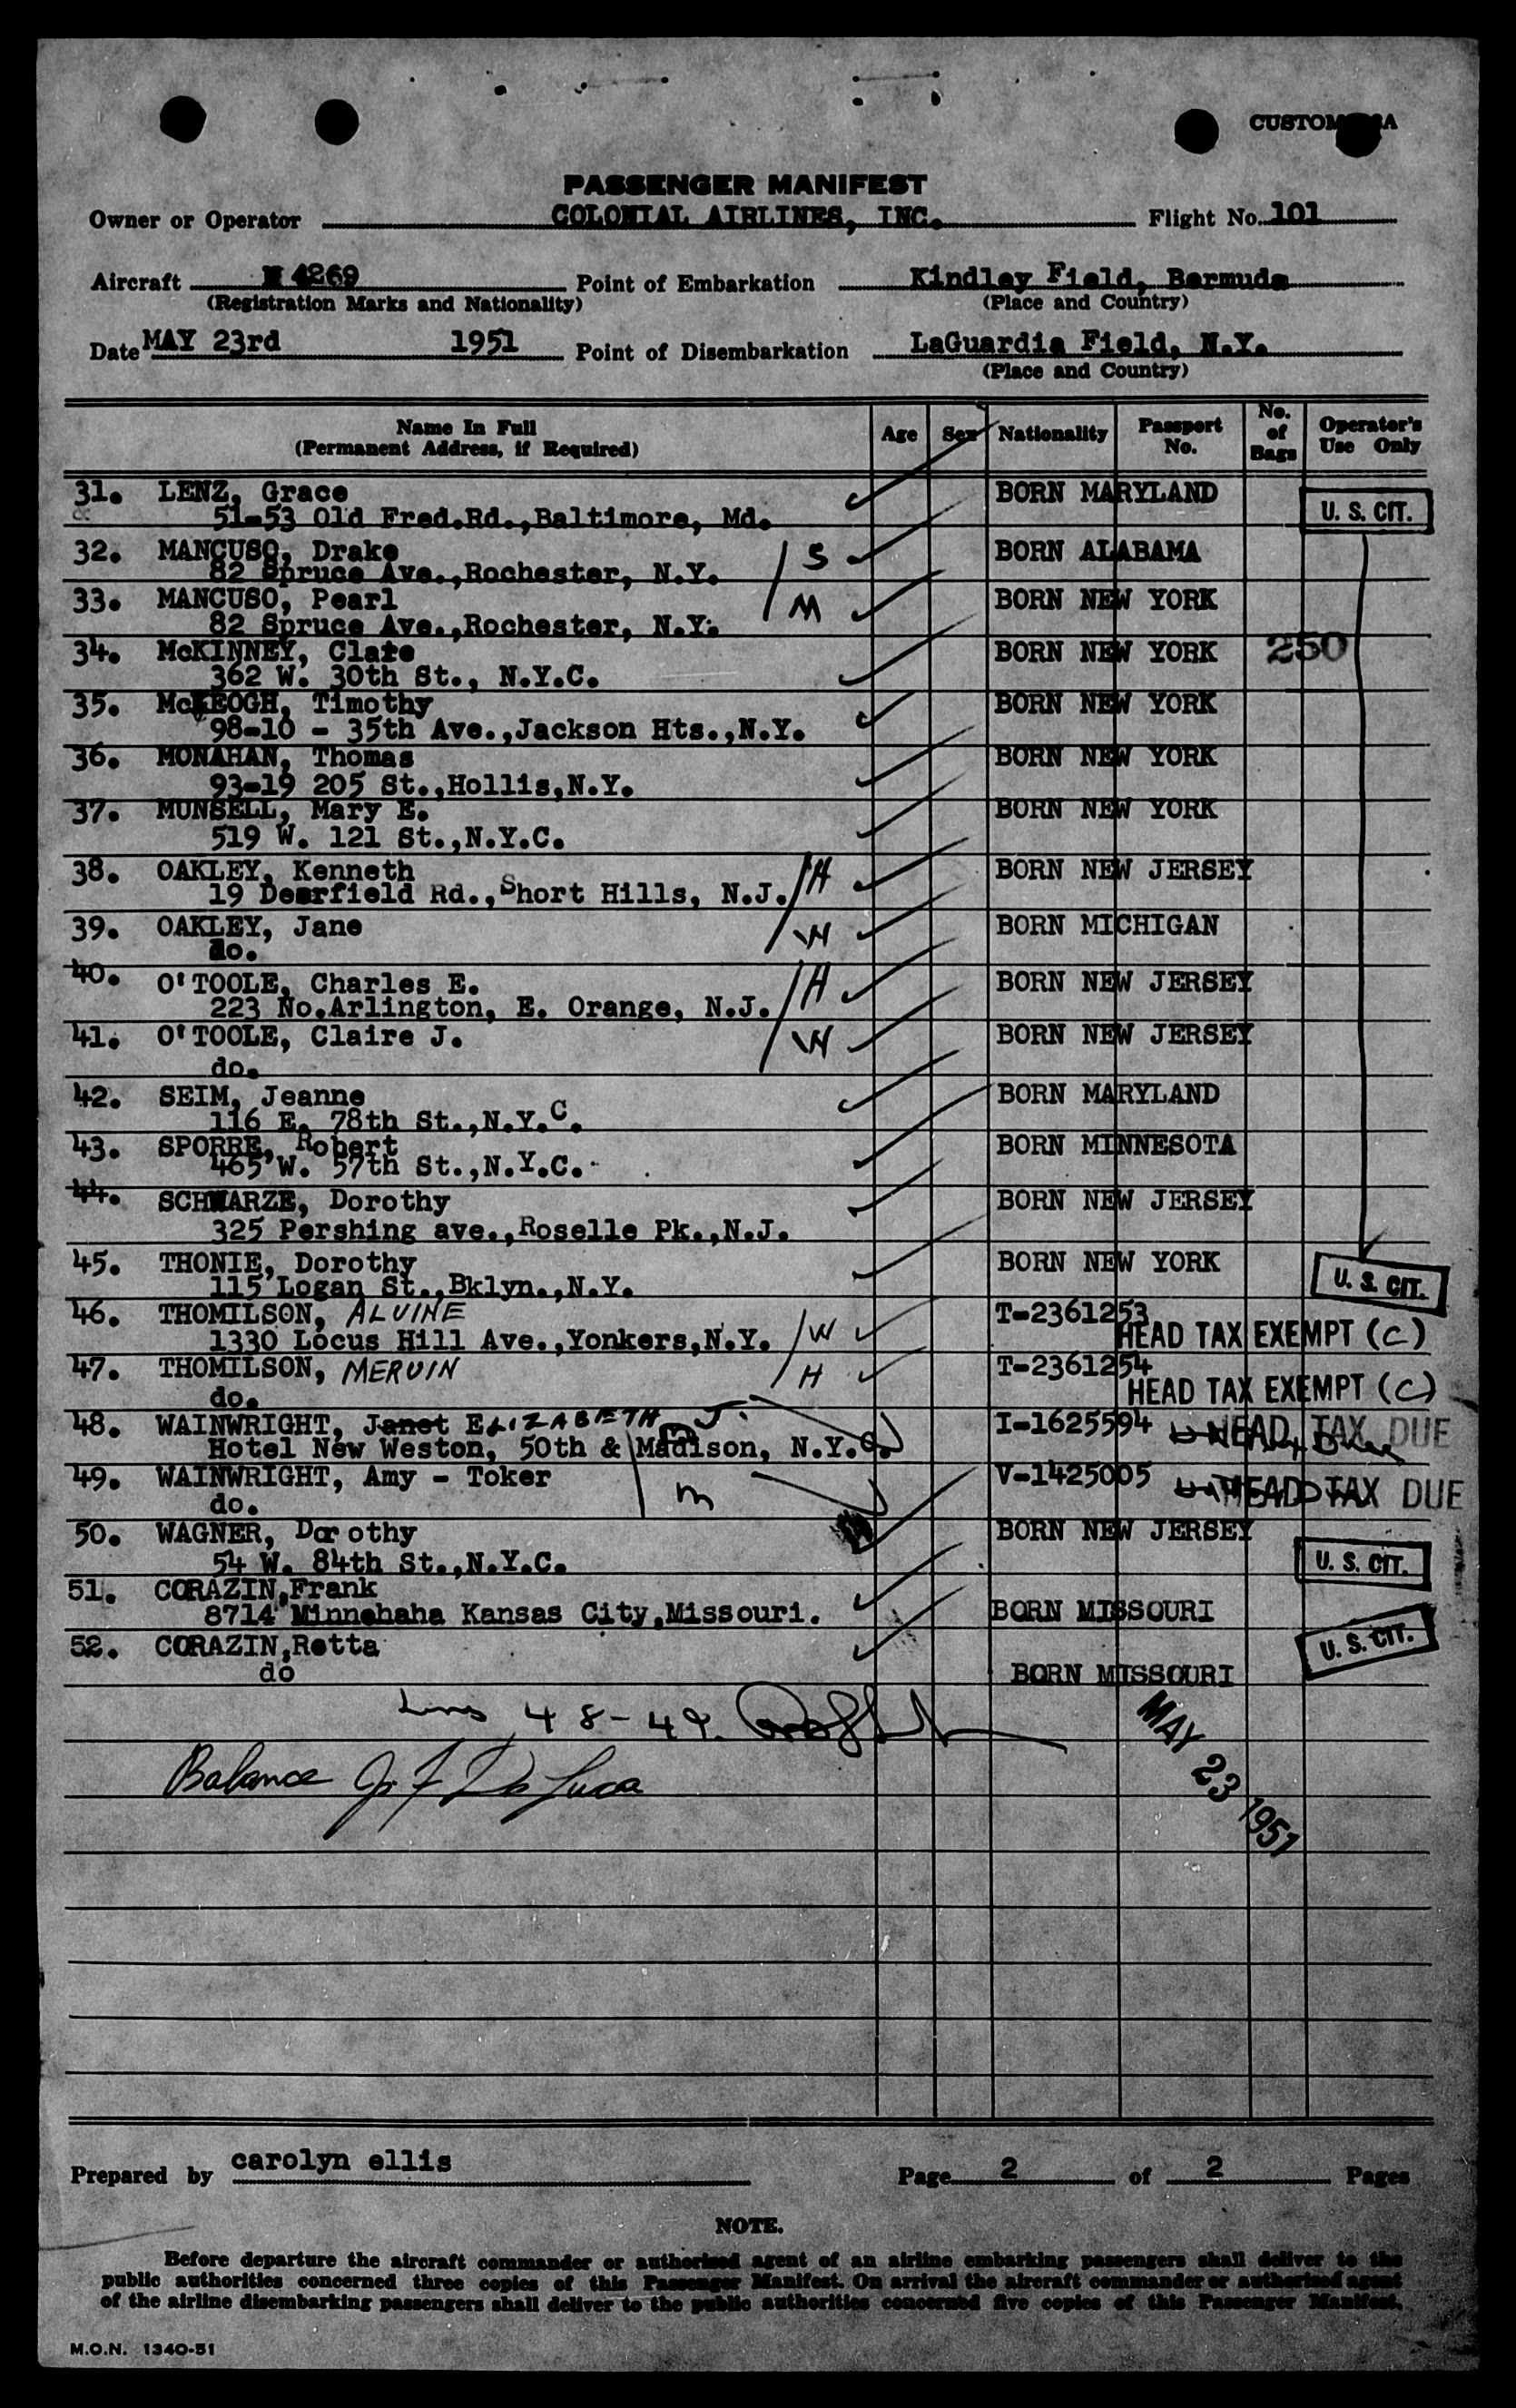 PASSENGER MANIFEST
Owner or Operator COLONIAL AIRLINES, INC. Flight No. 101
Aircraft N 4269 Point of Embarkation Kindley Field, Bermuda
(Registration Marks and Nationality) (Place and Country)
Date MAY 23rd 1951 Point of Disembarkation LaGuardia Field, N.Y.
(Place and Country)
Name In Full (Permanent Address, if Required) Age Sex Nationality Passport No. No. of Bags Operator's Use Only
31. LENZ, Grace BORN MARYLAND
51-53 Old Fred.Rd.,Baltimore, Md. U. S. CIT.
32. MANCUSO, Drake S BORN ALABAMA
82 Spruce Ave.,Rochester, N.Y.
33. MANCUSO, Pearl M BORN NEW YORK
82 Spruce Ave.,Rochester, N.Y.
34. McKINNEY, Clare BORN NEW YORK 250
362 W. 30th St., N.Y.C.
35. McKEOGH, Timothy BORN NEW YORK
98-10 - 35th Ave.,Jackson Hts.,N.Y.
36. MONAHAN, Thomas BORN NEW YORK
93-19 205 St.,Hollis,N.Y.
37. MUNSELL, Mary E. BORN NEW YORK
519 W. 121 St.,N.Y.C.
38. OAKLEY, Kenneth H BORN NEW JERSEY
19 Deerfield Rd.,Short Hills, N.J.
39. OAKLEY, Jane W BORN MICHIGAN
do.
40. O'TOOLE, Charles E. H BORN NEW JERSEY
223 No.Arlington, E. Orange, N.J.
41. O'TOOLE, Claire J. W BORN NEW JERSEY
do.
42. SEIM, Jeanne BORN MARYLAND
116 E. 78th St.,N.Y.C.
43. SPORRE, Robert BORN MINNESOTA
465 W. 57th St.,N.Y.C.
44. SCHWARZE, Dorothy BORN NEW JERSEY
325 Pershing ave.,Roselle Pk.,N.J.
45. THONIE, Dorothy BORN NEW YORK U. S. CIT.
115 Logan St.,Bklyn.,N.Y.
46. THOMILSON, ALVINE W T-2361253
1330 Locus Hill Ave.,Yonkers,N.Y. HEAD TAX EXEMPT (C)
47. THOMILSON, MERVIN H T-2361254
do. HEAD TAX EXEMPT (C)
48. WAINWRIGHT, Janet ELIZABETH J. I-1625594 HEAD TAX DUE
Hotel New Weston, 50th & Madison, N.Y.C.
49. WAINWRIGHT, Amy - Toker m V-1425005 HEAD TAX DUE
do.
50. WAGNER, Dorothy BORN NEW JERSEY
54 W. 84th St.,N.Y.C. U. S. CIT.
51. CORAZIN,Frank
8714 Minnehaha Kansas City,Missouri. BORN MISSOURI
52. CORAZIN,Retta U. S. CIT.
do BORN MISSOURI
48-49.
MAY 23 1951
Balance J. F. De Luca
Prepared by carolyn ellis Page 2 of 2 Pages
NOTE.
Before departure the aircraft commander or authorised agent of an airline embarking passengers shall deliver to the
public authorities concerned three copies of this Passenger Manifest. On arrival the aircraft commander or authorised agent
of the airline disembarking passengers shall deliver to the public authorities concerned five copies of this Passenger Manifest.
M.O.N. 1340-51